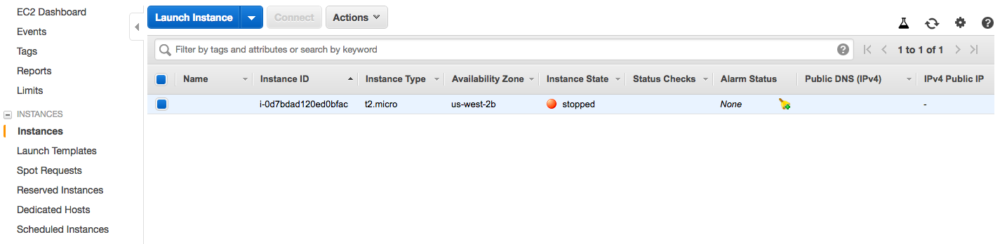 EC2 Dashboard
Events
Tags
Reports
Limits
INSTANCES
Instances
Launch Templates
Spot Requests
Reserved Instances
Dedicated Hosts
Scheduled Instances
Launch Instance Connect Actions
Filter by tags and attributes or search by keyword ? 1 to 1 of 1
Name Instance ID Instance Type Availability Zone Instance State Status Checks Alarm Status Public DNS (IPv4) IPv4 Public IP
i-0d7bdad120ed0bfac t2.micro us-west-2b stopped None -